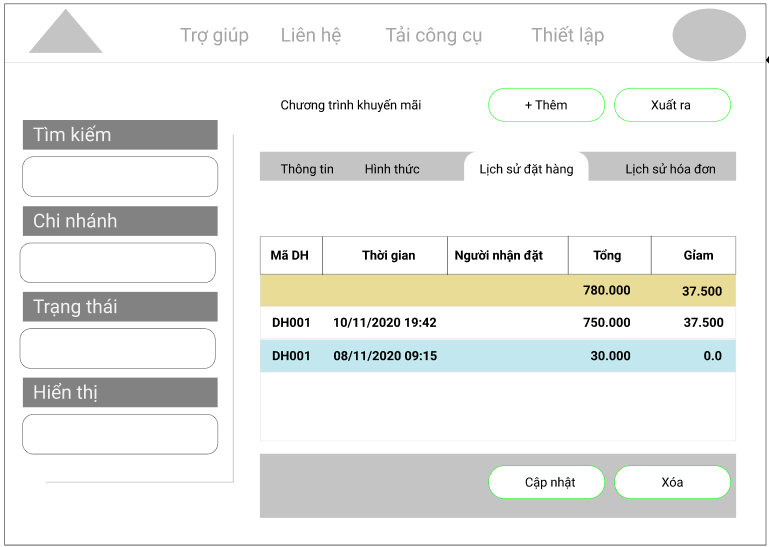 Trợ giúp Liên hệ Tải công cụ Thiết lập
Chương trình khuyến mãi + Thêm Xuất ra
Tìm kiếm
Chi nhánh
Trạng thái
Hiển thị
Thông tin Hình thức Lịch sử đặt hàng Lịch sử hóa đơn
Mã DH Thời gian Người nhận đặt Tổng Giảm
780.000 37.500
DH001 10/11/2020 19:42 750.000 37.500
DH001 08/11/2020 09:15 30.000 0.0
Cập nhật Xóa